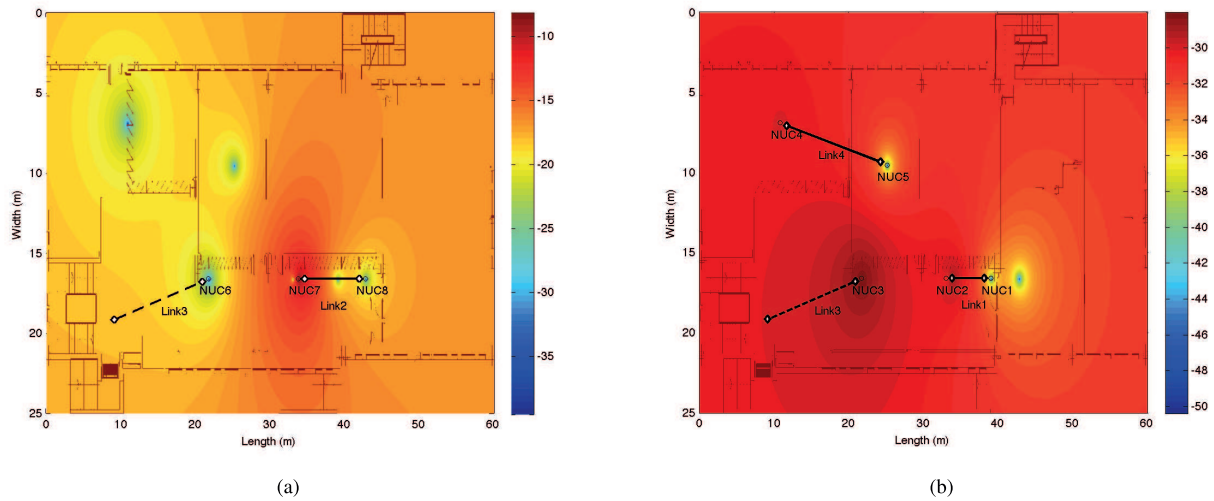 0
5
10
15
20
25
Width (m)
0
10
20
30
40
50
60
Length (m)
NUC6
NUC7
NUC8
Link2
Link3
-10
-15
-20
-25
-30
-35
(a)
0
5
10
15
20
25
Width (m)
0
10
20
30
40
50
60
Length (m)
NUC4
Link4
NUC5
NUC3
NUC2
NUC1
Link1
Link3
-30
-32
-34
-36
-38
-40
-42
-44
-46
-48
-50
(b)